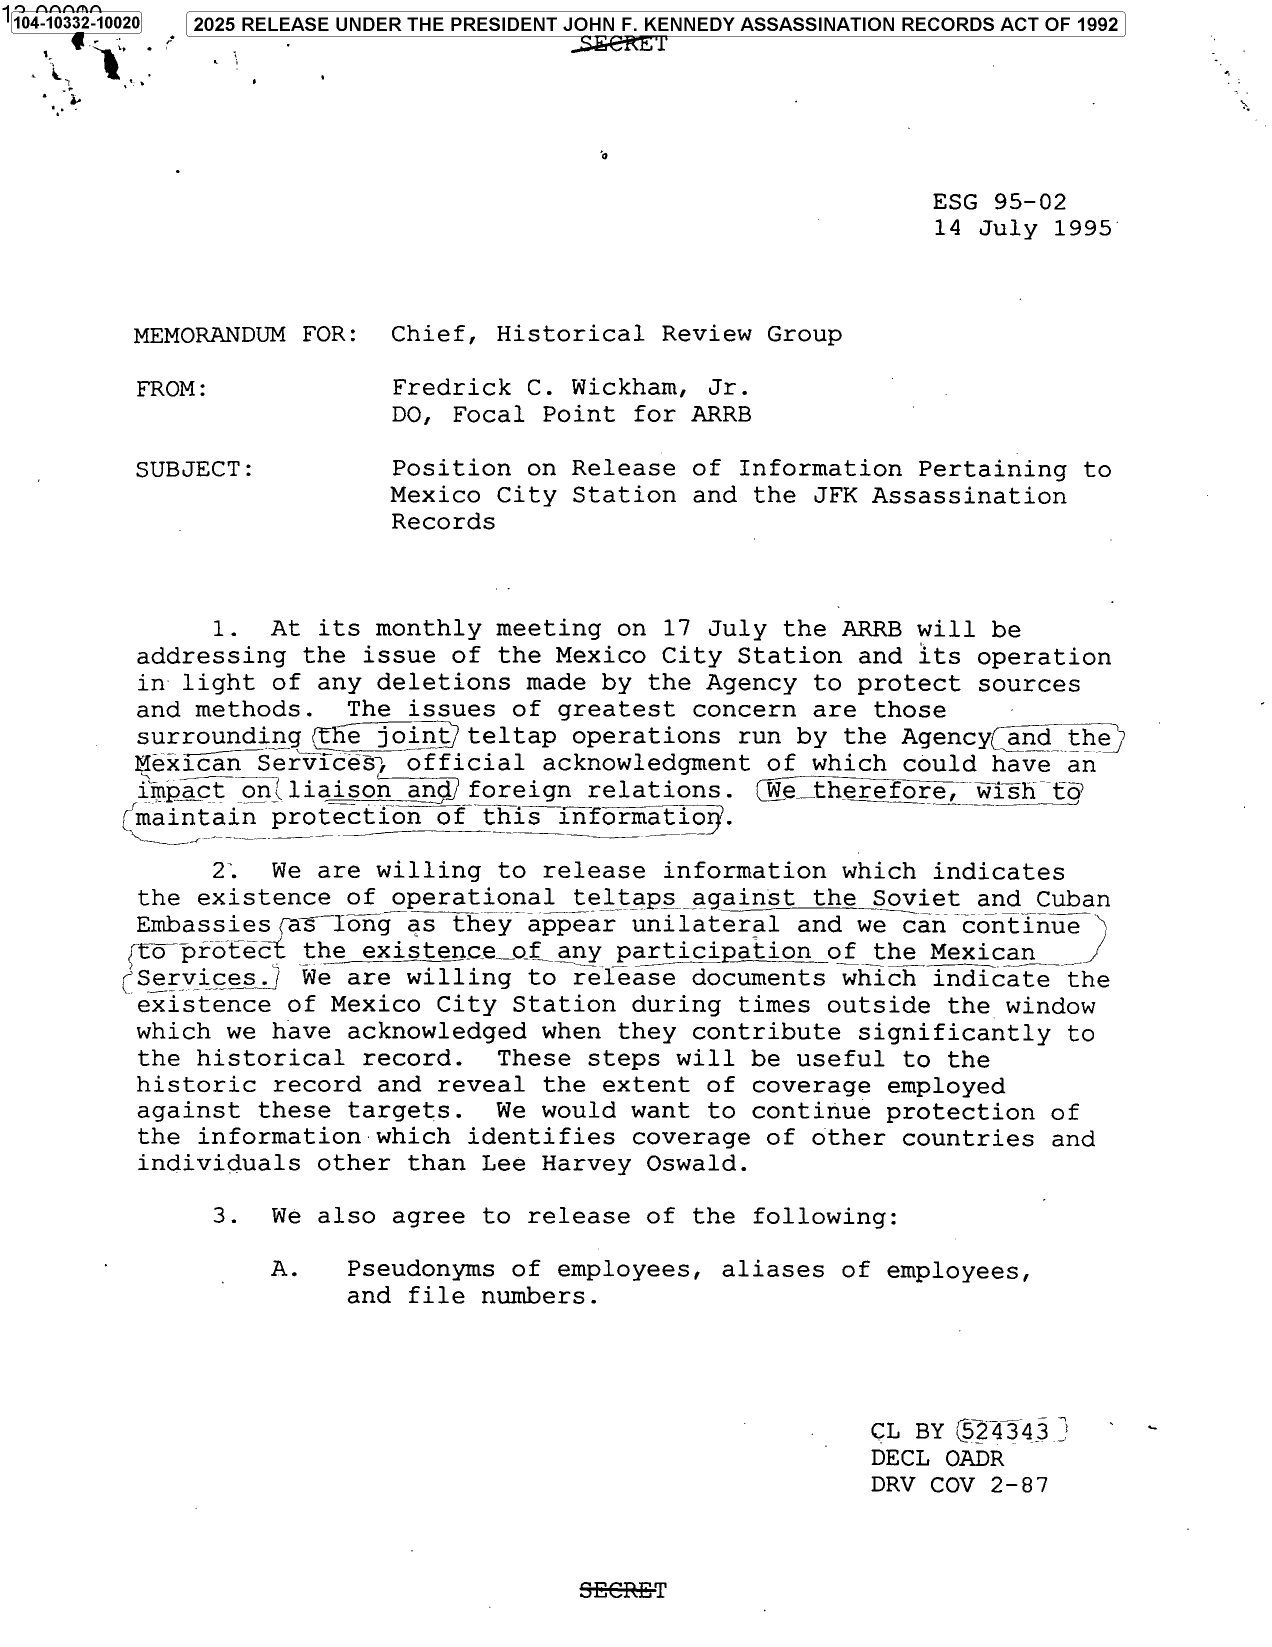 104-10332-10020
2025 RELEASE UNDER THE PRESIDENT JOHN F. KENNEDY ASSASSINATION RECORDS ACT OF 1992
SECRET
ESG 95-02
14 July 1995
MEMORANDUM FOR: Chief, Historical Review Group
FROM: Fredrick C. Wickham, Jr.
DO, Focal Point for ARRB
SUBJECT: Position on Release of Information Pertaining to
Mexico City Station and the JFK Assassination
Records
1. At its monthly meeting on 17 July the ARRB will be
addressing the issue of the Mexico City Station and its operation
in light of any deletions made by the Agency to protect sources
and methods. The issues of greatest concern are those
surrounding the joint teltap operations run by the Agency and the
Mexican Services, official acknowledgment of which could have an
impact on liaison and foreign relations. We therefore, wish to
maintain protection of this information.
2. We are willing to release information which indicates
the existence of operational teltaps against the Soviet and Cuban
Embassies as long as they appear unilateral and we can continue
to protect the existence of any participation of the Mexican
Services. We are willing to release documents which indicate the
existence of Mexico City Station during times outside the window
which we have acknowledged when they contribute significantly to
the historical record. These steps will be useful to the
historic record and reveal the extent of coverage employed
against these targets. We would want to continue protection of
the information which identifies coverage of other countries and
individuals other than Lee Harvey Oswald.
3. We also agree to release of the following:
A. Pseudonyms of employees, aliases of employees,
and file numbers.
CL BY 524343
DECL OADR
DRV COV 2-87
SECRET